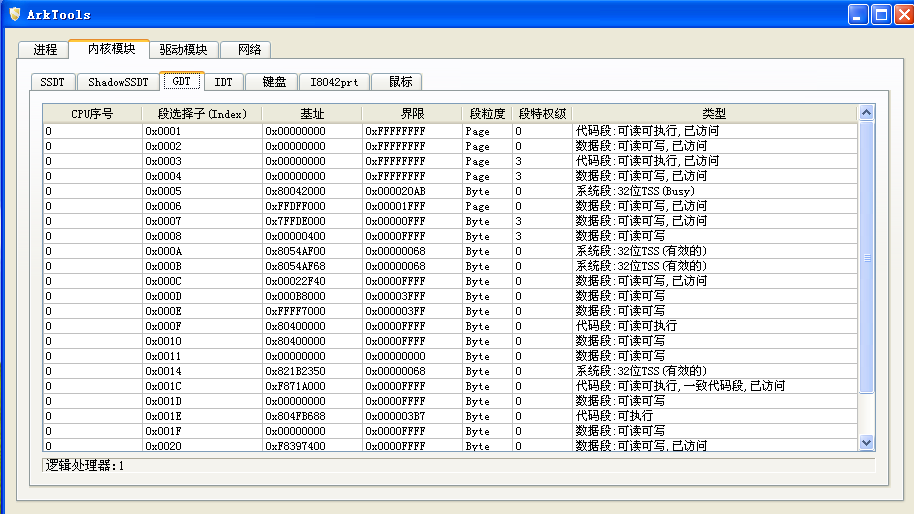 ArkTools
进程 内核模块 驱动模块 网络
SSDT ShadowSSDT GDT IDT 键盘 I8042prt 鼠标
CPU序号 段选择子(Index) 基址 界限 段粒度 段特权级 类型
0 0x0001 0x00000000 0xFFFFFFFF Page 0 代码段:可读可执行,已访问
0 0x0002 0x00000000 0xFFFFFFFF Page 0 数据段:可读可写,已访问
0 0x0003 0x00000000 0xFFFFFFFF Page 3 代码段:可读可执行,已访问
0 0x0004 0x00000000 0xFFFFFFFF Page 3 数据段:可读可写,已访问
0 0x0005 0x80042000 0x000020AB Byte 0 系统段:32位TSS(Busy)
0 0x0006 0xFFDFF000 0x00001FFF Page 0 数据段:可读可写,已访问
0 0x0007 0x7FFDE000 0x00000FFF Byte 3 数据段:可读可写,已访问
0 0x0008 0x00000400 0x0000FFFF Byte 3 数据段:可读可写
0 0x000A 0x8054AF00 0x00000068 Byte 0 系统段:32位TSS(有效的)
0 0x000B 0x8054AF68 0x00000068 Byte 0 系统段:32位TSS(有效的)
0 0x000C 0x00022F40 0x0000FFFF Byte 0 数据段:可读可写,已访问
0 0x000D 0x000B8000 0x00003FFF Byte 0 数据段:可读可写
0 0x000E 0xFFFF7000 0x000003FF Byte 0 数据段:可读可写
0 0x000F 0x80400000 0x0000FFFF Byte 0 代码段:可读可执行
0 0x0010 0x80400000 0x0000FFFF Byte 0 数据段:可读可写
0 0x0011 0x00000000 0x00000000 Byte 0 数据段:可读可写
0 0x0014 0x821B2350 0x00000068 Byte 0 系统段:32位TSS(有效的)
0 0x001C 0xF871A000 0x0000FFFF Byte 0 代码段:可读可执行,一致代码段,已访问
0 0x001D 0x00000000 0x0000FFFF Byte 0 数据段:可读可写
0 0x001E 0x804FB688 0x000003B7 Byte 0 代码段:可执行
0 0x001F 0x00000000 0x0000FFFF Byte 0 数据段:可读可写
0 0x0020 0xF8397400 0x0000FFFF Byte 0 数据段:可读可写,已访问
逻辑处理器:1